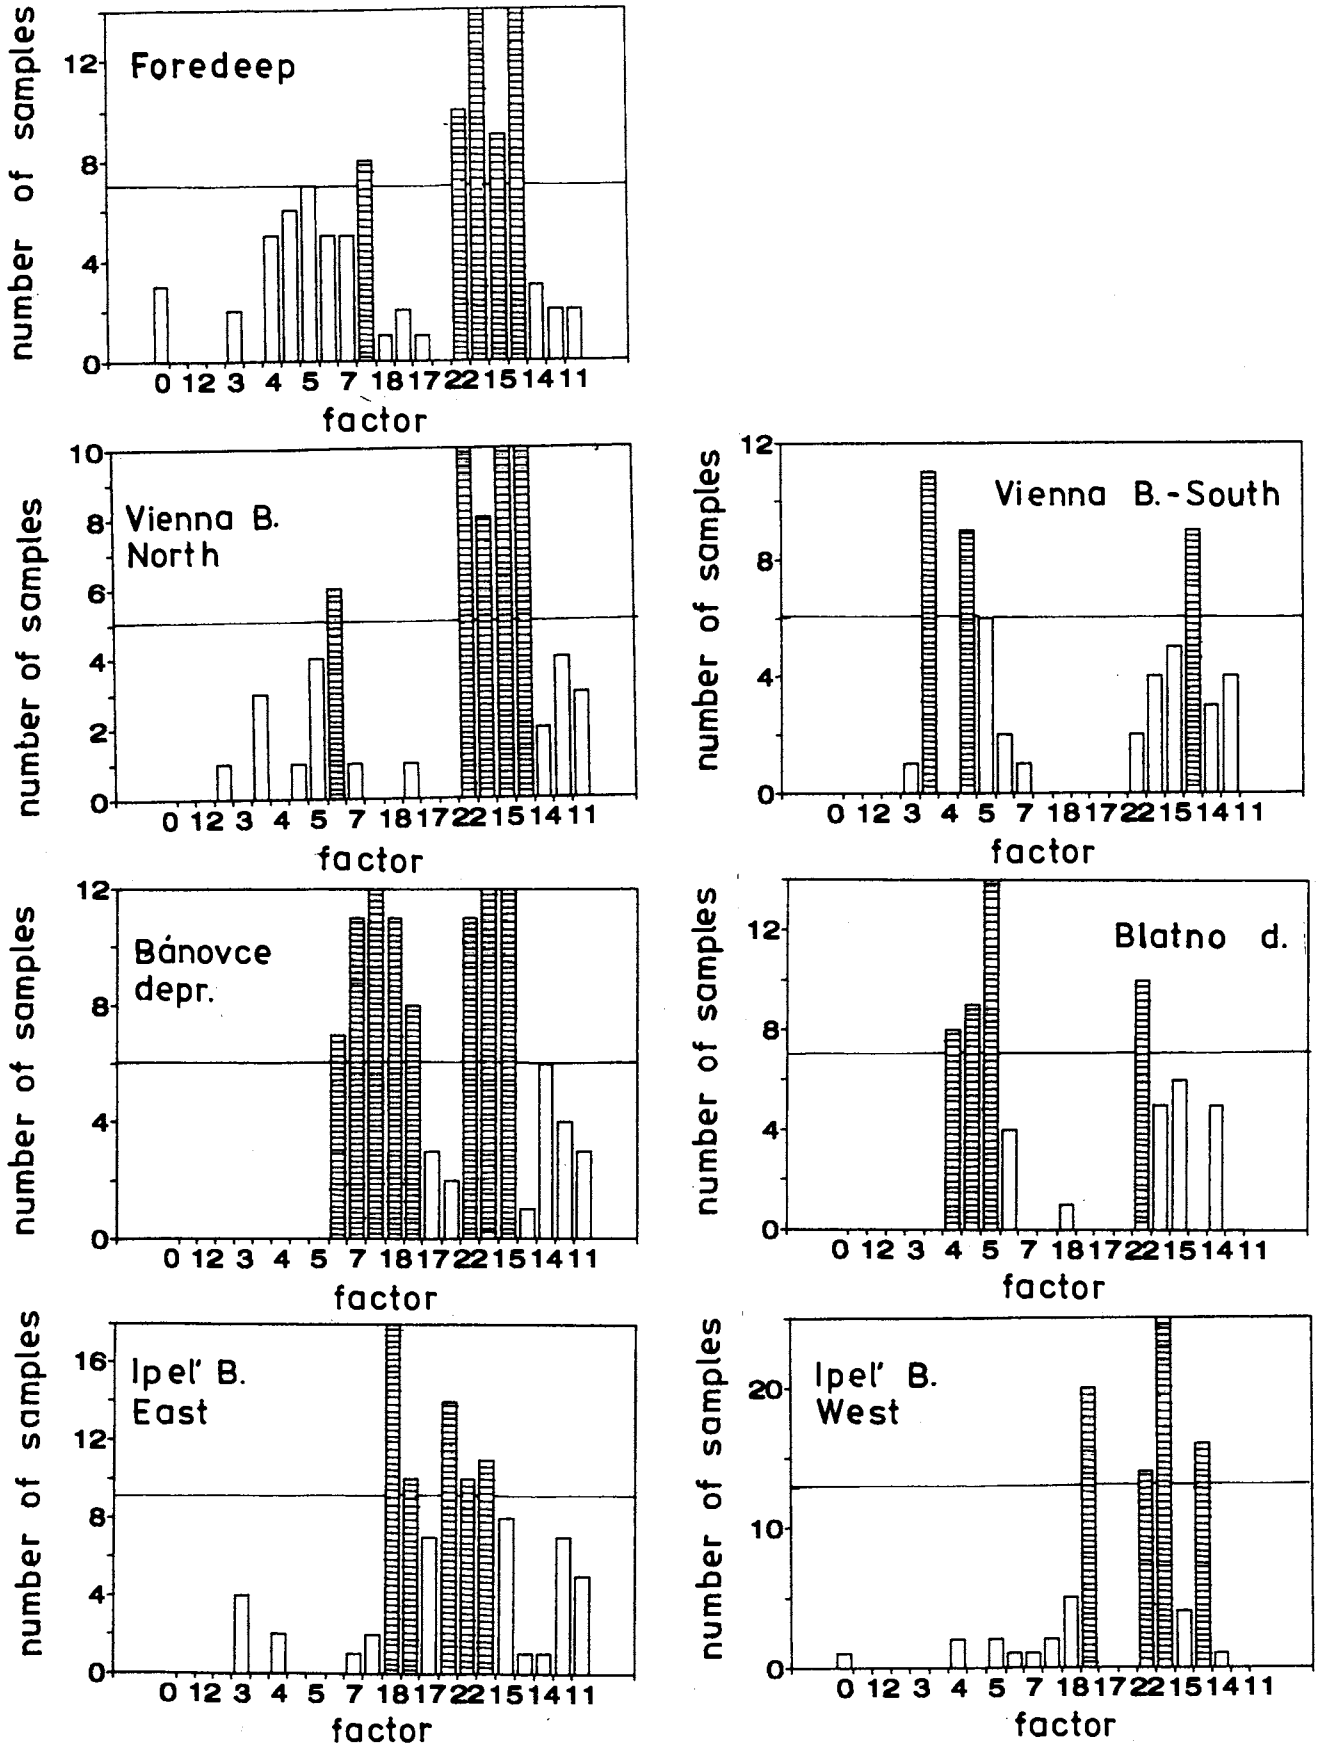 number of samples
12
8
4
0
Foredeep
0 12 3 4 5 7 18 17 22 15 14 11
factor
number of samples
10
8
6
4
2
0
Vienna B.
North
0 12 3 4 5 7 18 17 22 15 14 11
factor
number of samples
12
8
4
0
Vienna B.-South
0 12 3 4 5 7 18 17 22 15 14 11
factor
number of samples
12
8
4
0
Bánovce
depr.
0 12 3 4 5 7 18 17 22 15 14 11
factor
number of samples
12
8
4
0
Blatno d.
0 12 3 4 5 7 18 17 22 15 14 11
factor
number of samples
16
12
8
4
0
Ipel' B.
East
0 12 3 4 5 7 18 17 22 15 14 11
factor
number of samples
20
10
0
Ipel' B.
West
0 12 3 4 5 7 18 17 22 15 14 11
factor